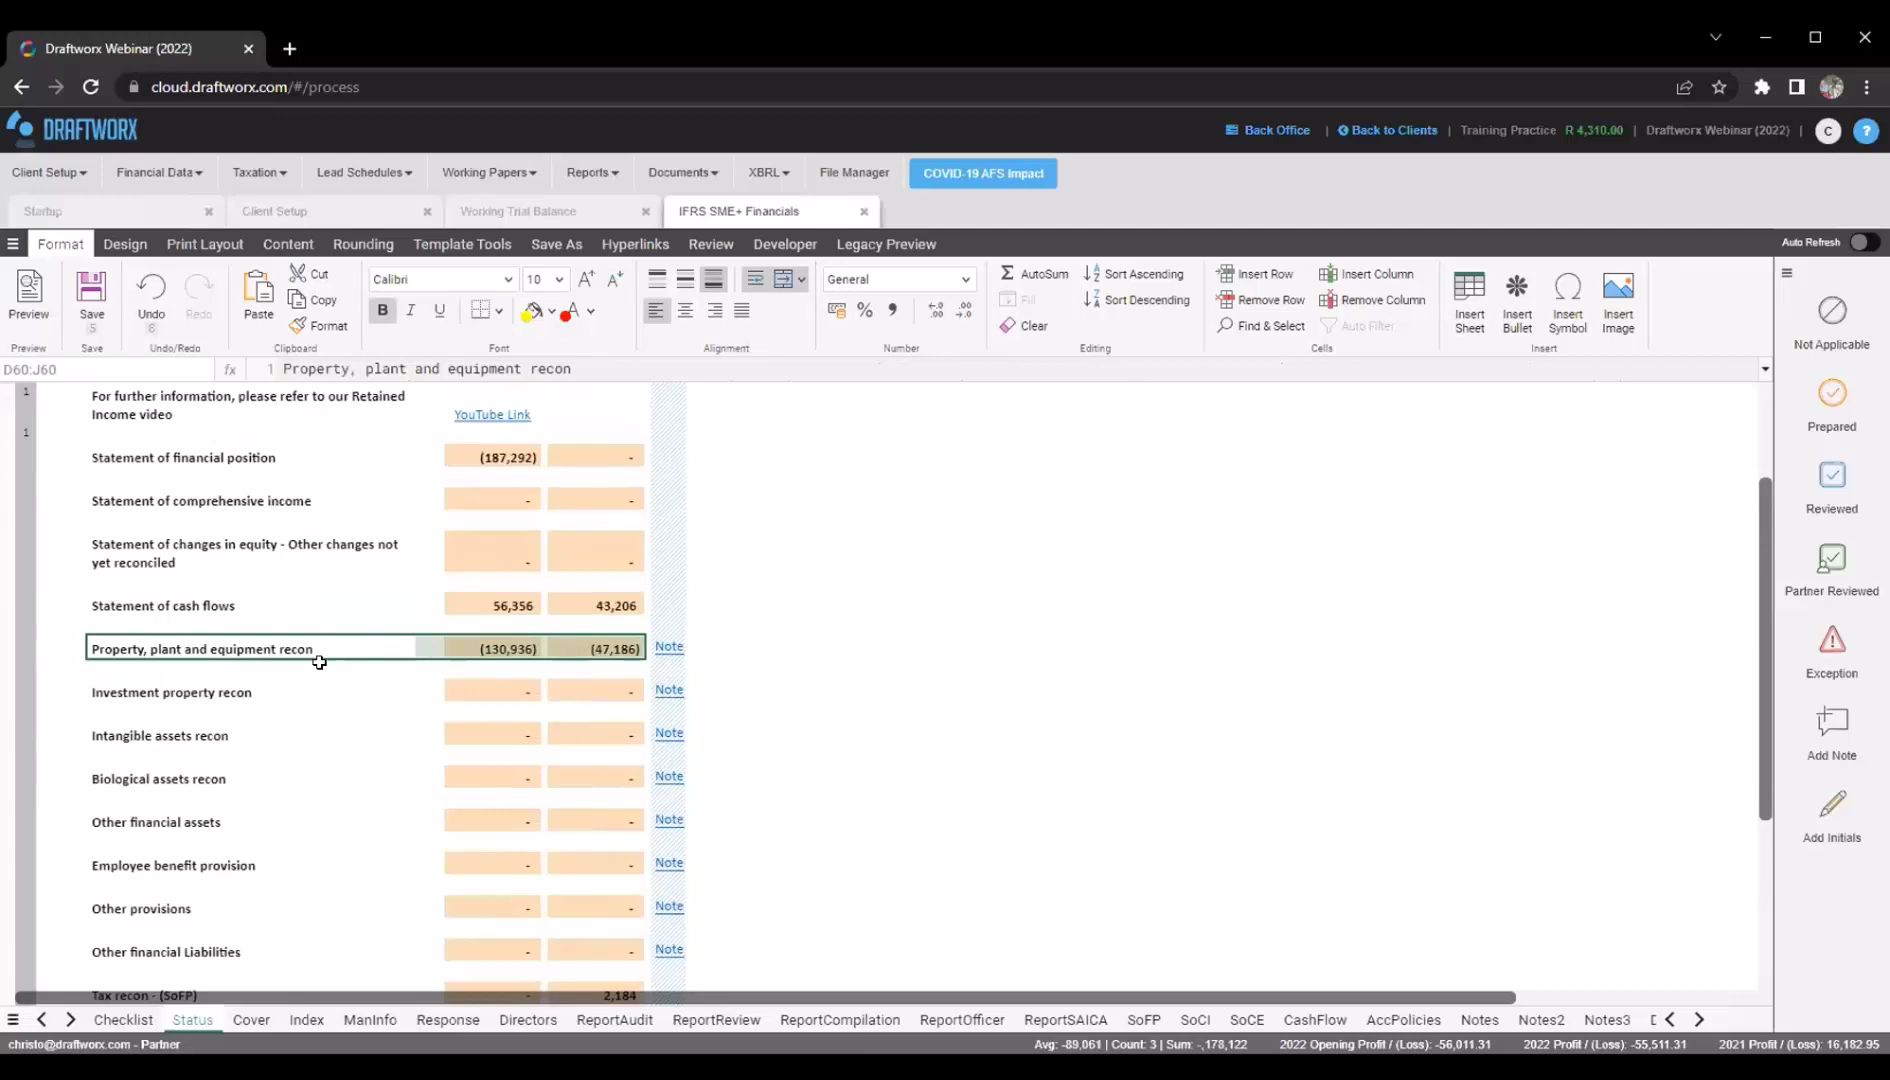 Draftworx Webinar (2022)
cloud.draftworx.com/#/process
DRAFTWORX
Back Office | Back to Clients | Training Practice R 4,310.00 | Draftworx Webinar (2022) | C ?
Client Setup Financial Data Taxation Lead Schedules Working Papers Reports Documents XBRL File Manager COVID-19 AFS Impact
Startup Client Setup Working Trial Balance IFRS SME+ Financials
Format Design Print Layout Content Rounding Template Tools Save As Hyperlinks Review Developer Legacy Preview Auto Refresh
Cut Calibri 10 General AutoSum Sort Ascending Insert Row Insert Column
Copy Fill Sort Descending Remove Row Remove Column
Preview Save Undo Redo Paste Format B I U % Clear Find & Select Auto Filter Insert Sheet Insert Bullet Insert Symbol Insert Image
5 6
Preview Save Undo/Redo Clipboard Font Alignment Number Editing Cells Insert
D60:J60 fx 1 Property, plant and equipment recon
1 For further information, please refer to our Retained
Income video YouTube Link
1
Statement of financial position (187,292) -
Statement of comprehensive income - -
Statement of changes in equity - Other changes not
yet reconciled - -
Statement of cash flows 56,356 43,206
Property, plant and equipment recon (130,936) (47,186) Note
Investment property recon - - Note
Intangible assets recon - - Note
Biological assets recon - - Note
Other financial assets - - Note
Employee benefit provision - - Note
Other provisions - - Note
Other financial Liabilities - - Note
Tax recon - (SoFP) - 2,184
Not Applicable
Prepared
Reviewed
Partner Reviewed
Exception
Add Note
Add Initials
Checklist Status Cover Index ManInfo Response Directors ReportAudit ReportReview ReportCompilation ReportOfficer ReportSAICA SoFP SoCI SoCE CashFlow AccPolicies Notes Notes2 Notes3
christo@draftworx.com - Partner Avg: -89,061 | Count: 3 | Sum: -,178,122 2022 Opening Profit / (Loss): -56,011.31 2022 Profit / (Loss): -55,511.31 2021 Profit / (Loss): 16,182.95